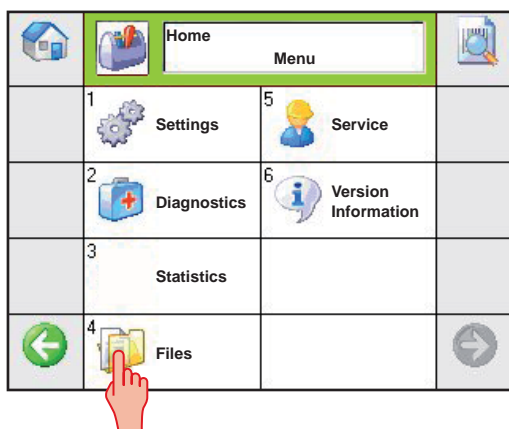 Home
Menu
1
Settings
5
Service
2
Diagnostics
6
Version
Information
3
Statistics
4
Files